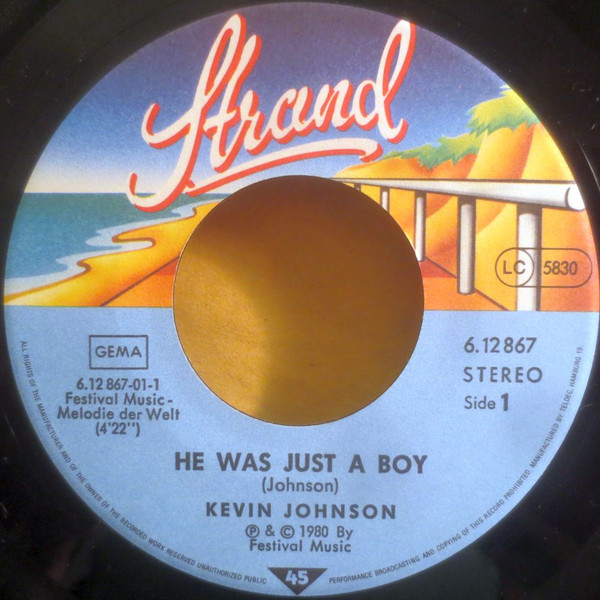 Strand
LC 5830
GEMA
6.12 867-01-1
Festival Music-
Melodie der Welt
(4'22")
6.12 867
STEREO
Side 1
HE WAS JUST A BOY
(Johnson)
KEVIN JOHNSON
℗ & © 1980 By
Festival Music
45
ALL RIGHTS OF THE MANUFACTURER AND OF THE OWNER OF THE RECORDED WORK RESERVED UNAUTHORIZED PUBLIC PERFORMANCE BROADCASTING AND COPYING OF THIS RECORD PROHIBITED. MANUFACTURED BY TELDEC, HAMBURG 19.